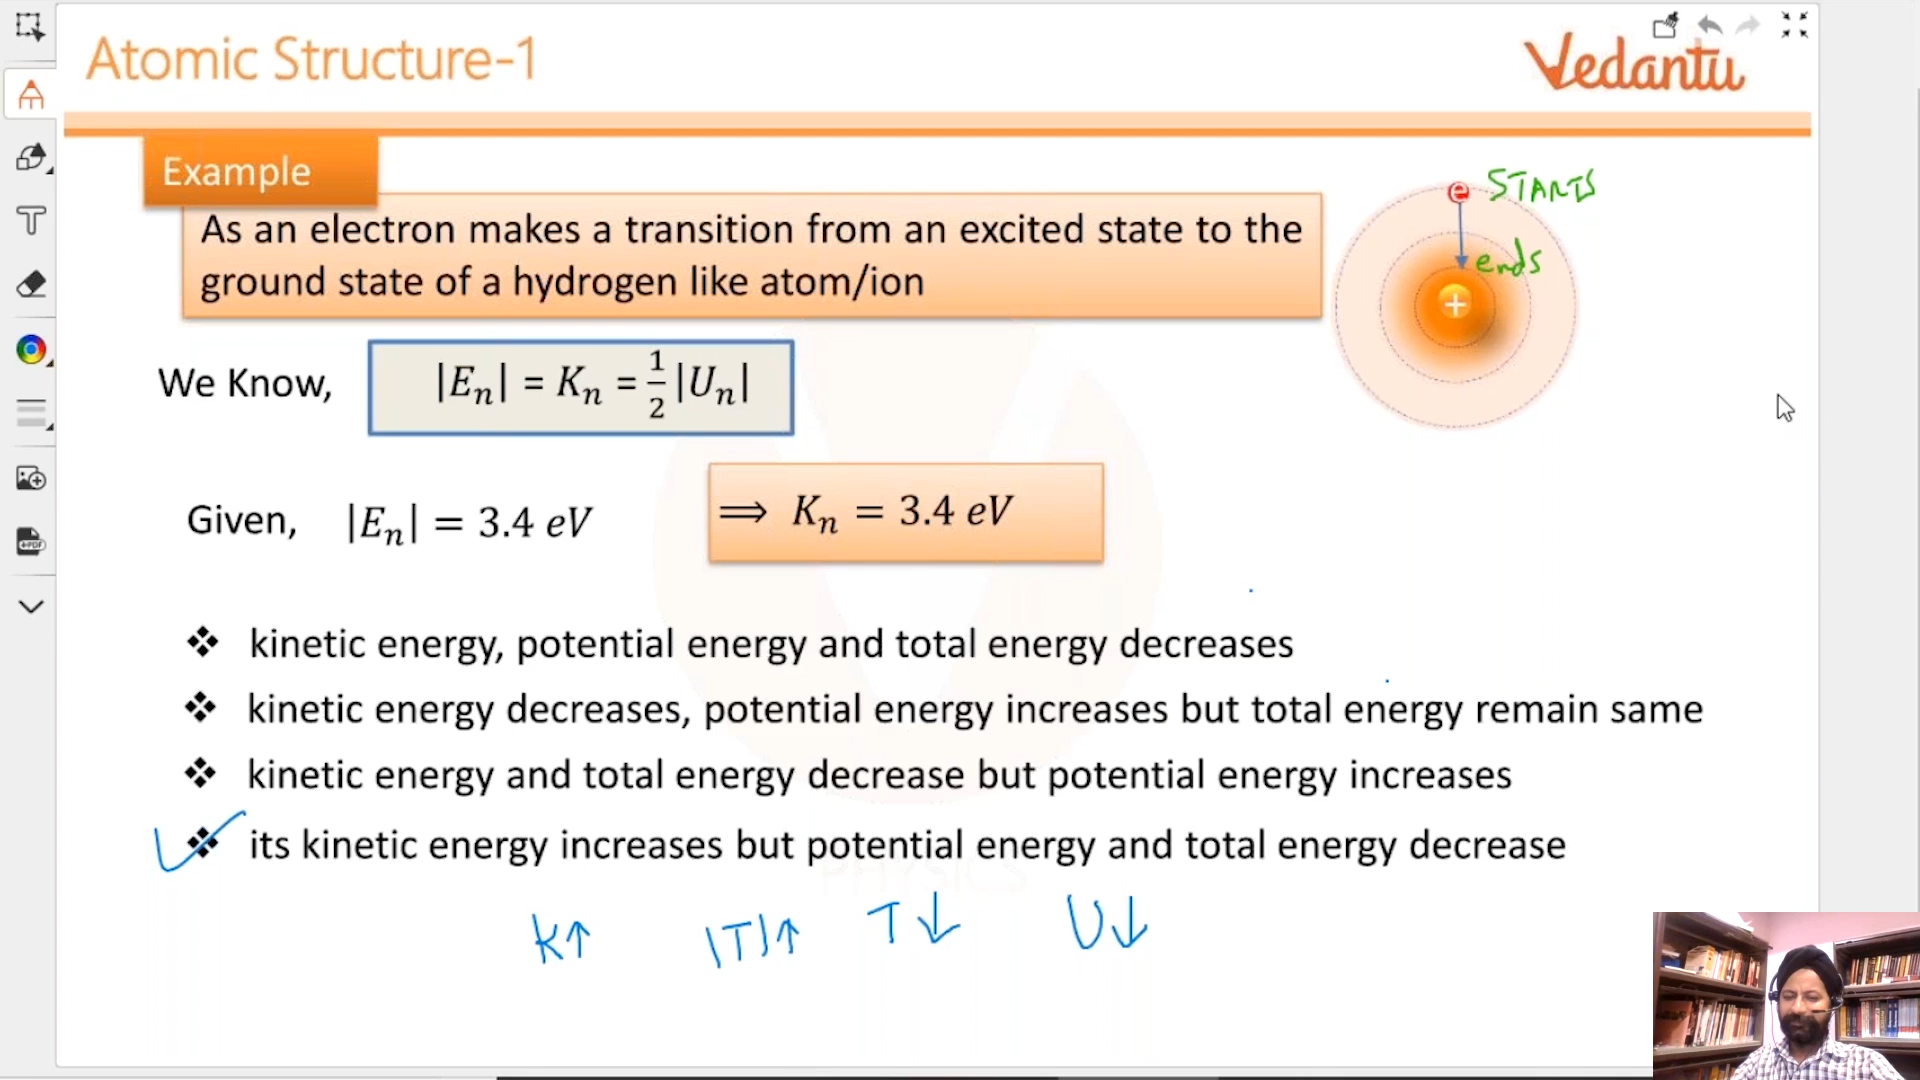 Atomic Structure-1
Vedantu
Example
As an electron makes a transition from an excited state to the
ground state of a hydrogen like atom/ion
e STARTS
ends
+
We Know, |Eₙ| = Kₙ = 1/2 |Uₙ|
Given, |Eₙ| = 3.4 eV ⟹ Kₙ = 3.4 eV
❖ kinetic energy, potential energy and total energy decreases
❖ kinetic energy decreases, potential energy increases but total energy remain same
❖ kinetic energy and total energy decrease but potential energy increases
❖ its kinetic energy increases but potential energy and total energy decrease
PHYSICS
K↑ |T|↑ T↓ U↓
T
+PDF